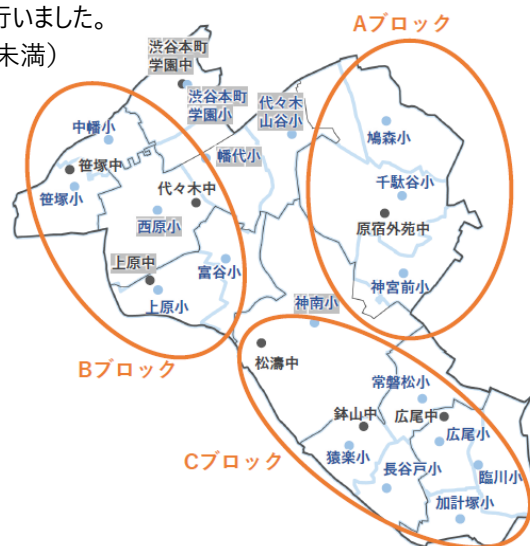 行いました。
未満)
Aブロック
渋谷本町
学園中
渋谷本町
学園小
代々木
山谷小
中幡小
鳩森小
幡代小
笹塚中
千駄谷小
笹塚小
代々木中
西原小
原宿外苑中
上原中
富谷小
神宮前小
上原小
神南小
松濤中
Bブロック
常磐松小
鉢山中
広尾中
広尾小
猿楽小
Cブロック
長谷戸小
臨川小
加計塚小